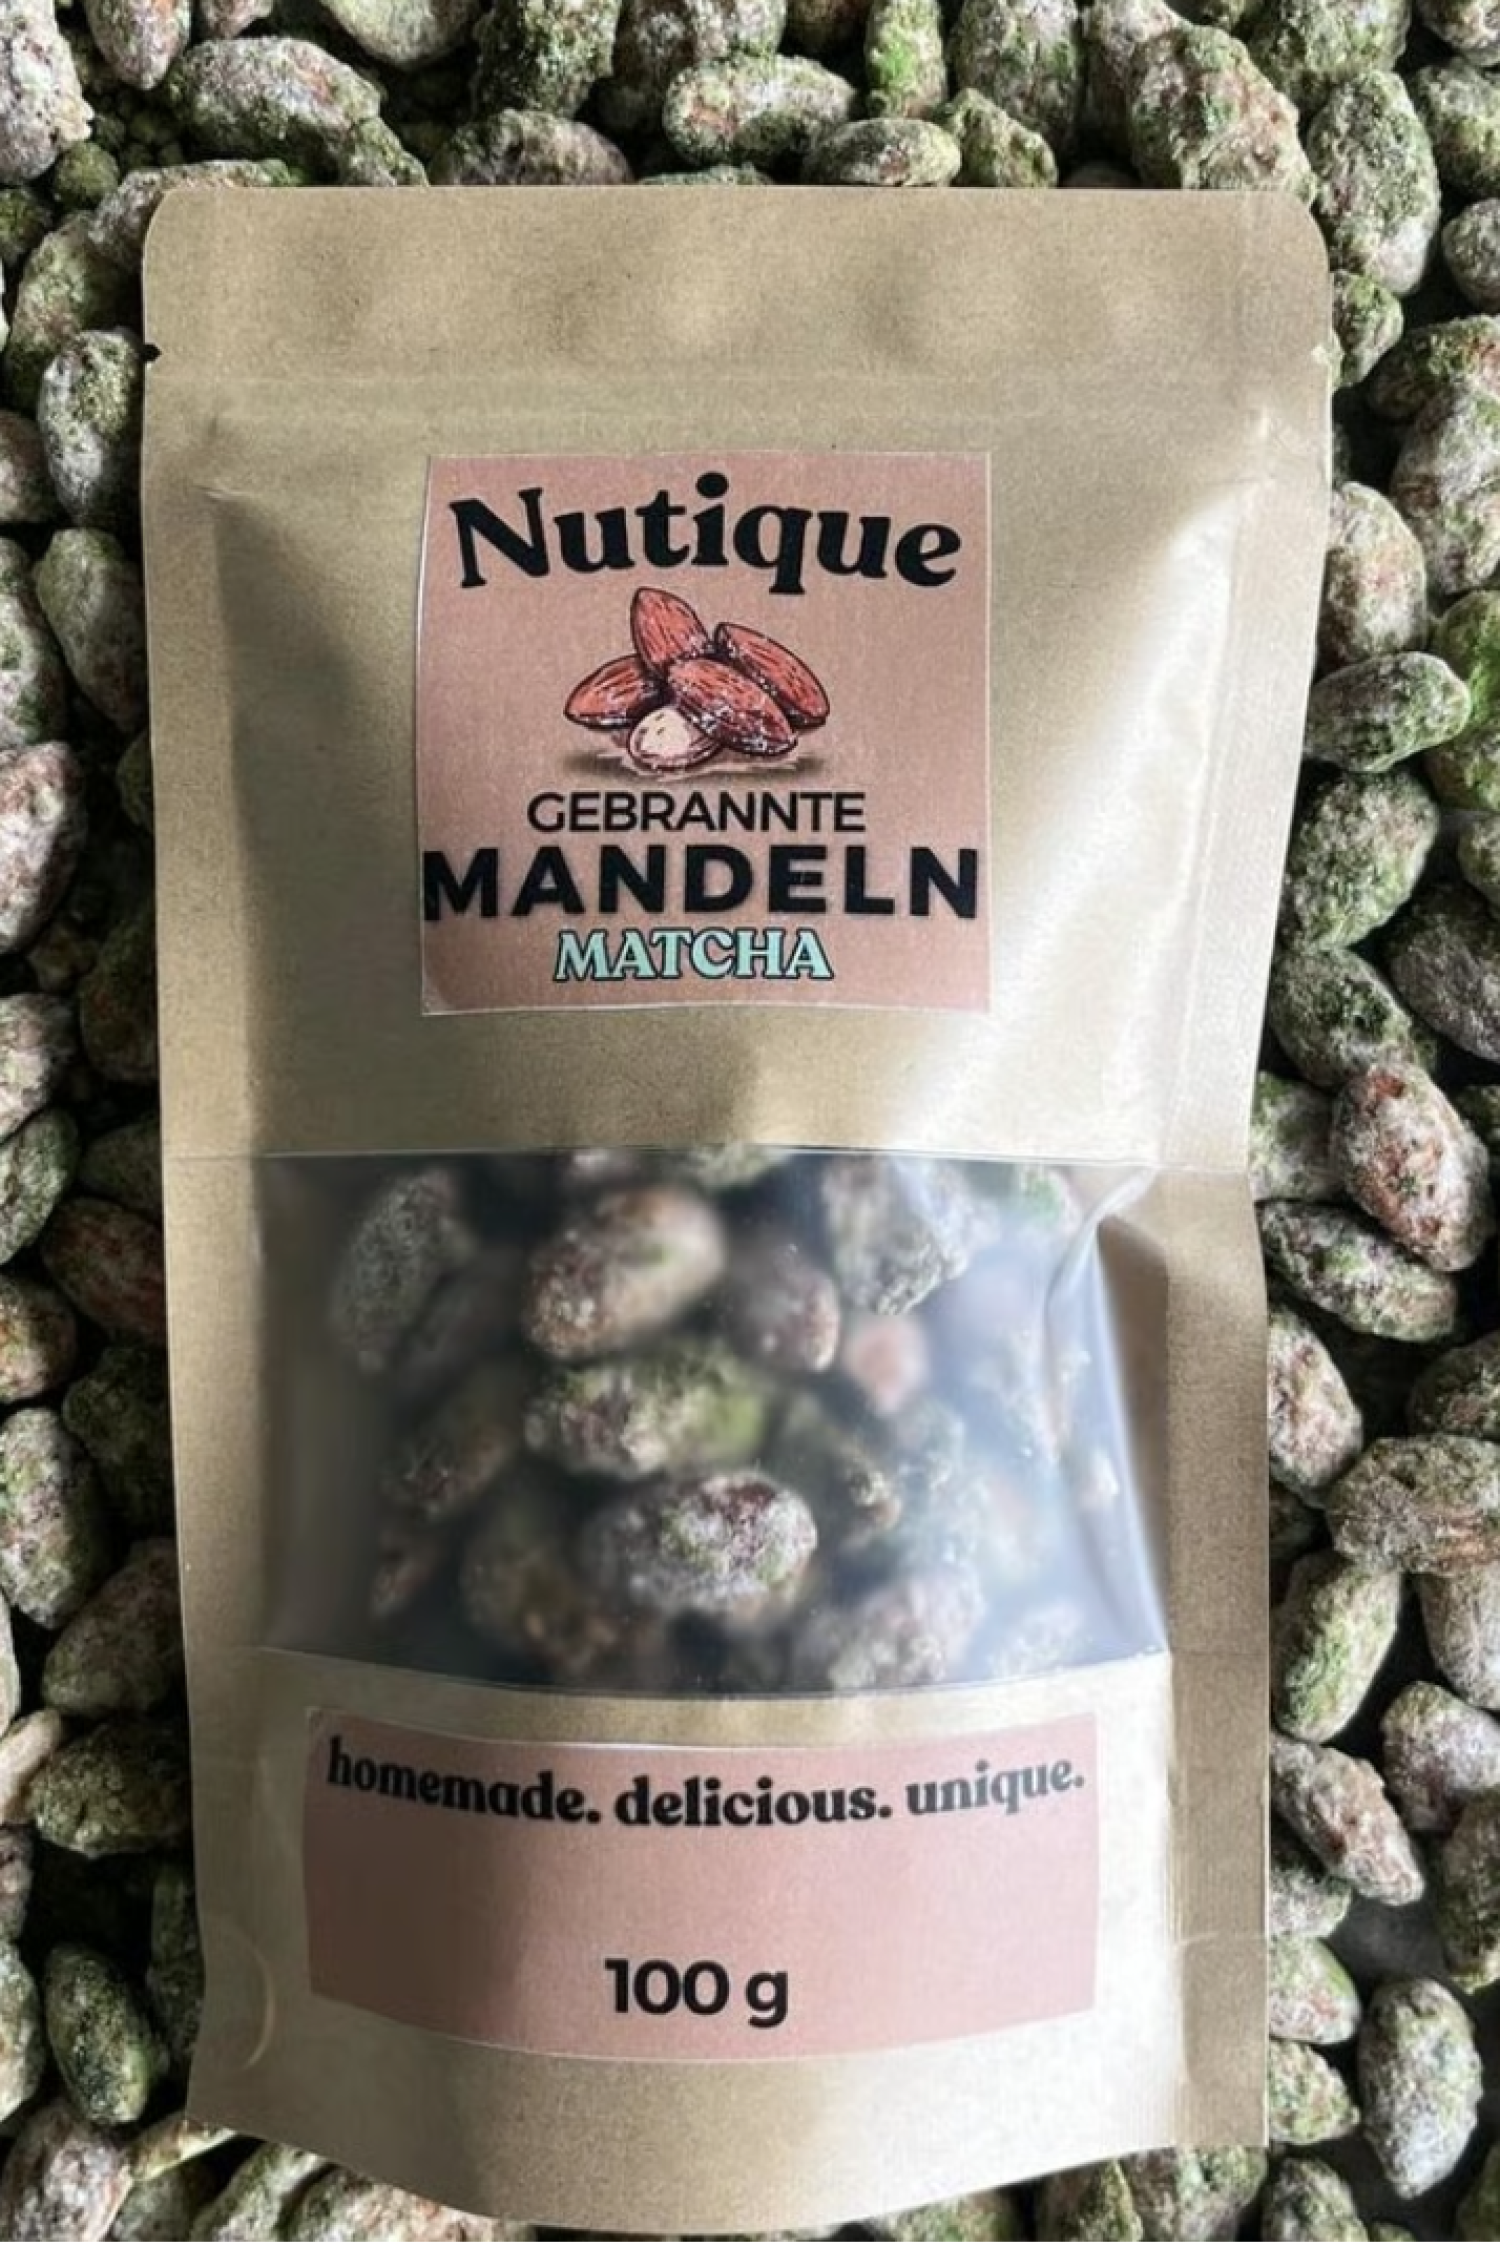 Nutique
GEBRANNTE
MANDELN
MATCHA
homemade. delicious. unique.
100 g